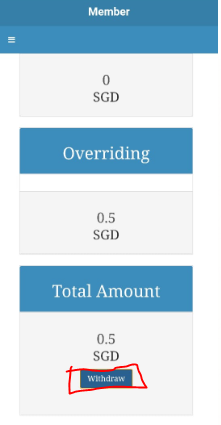 Member
0
SGD
Overriding
0.5
SGD
Total Amount
0.5
SGD
Withdraw